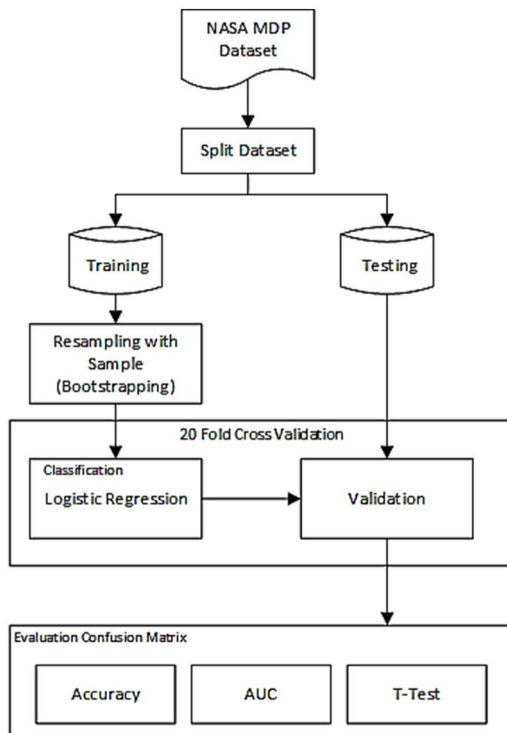 NASA MDP
Dataset
Split Dataset
Training
Testing
Resampling with
Sample
(Bootstrapping)
20 Fold Cross Validation
Classification
Logistic Regression
Validation
Evaluation Confusion Matrix
Accuracy
AUC
T-Test